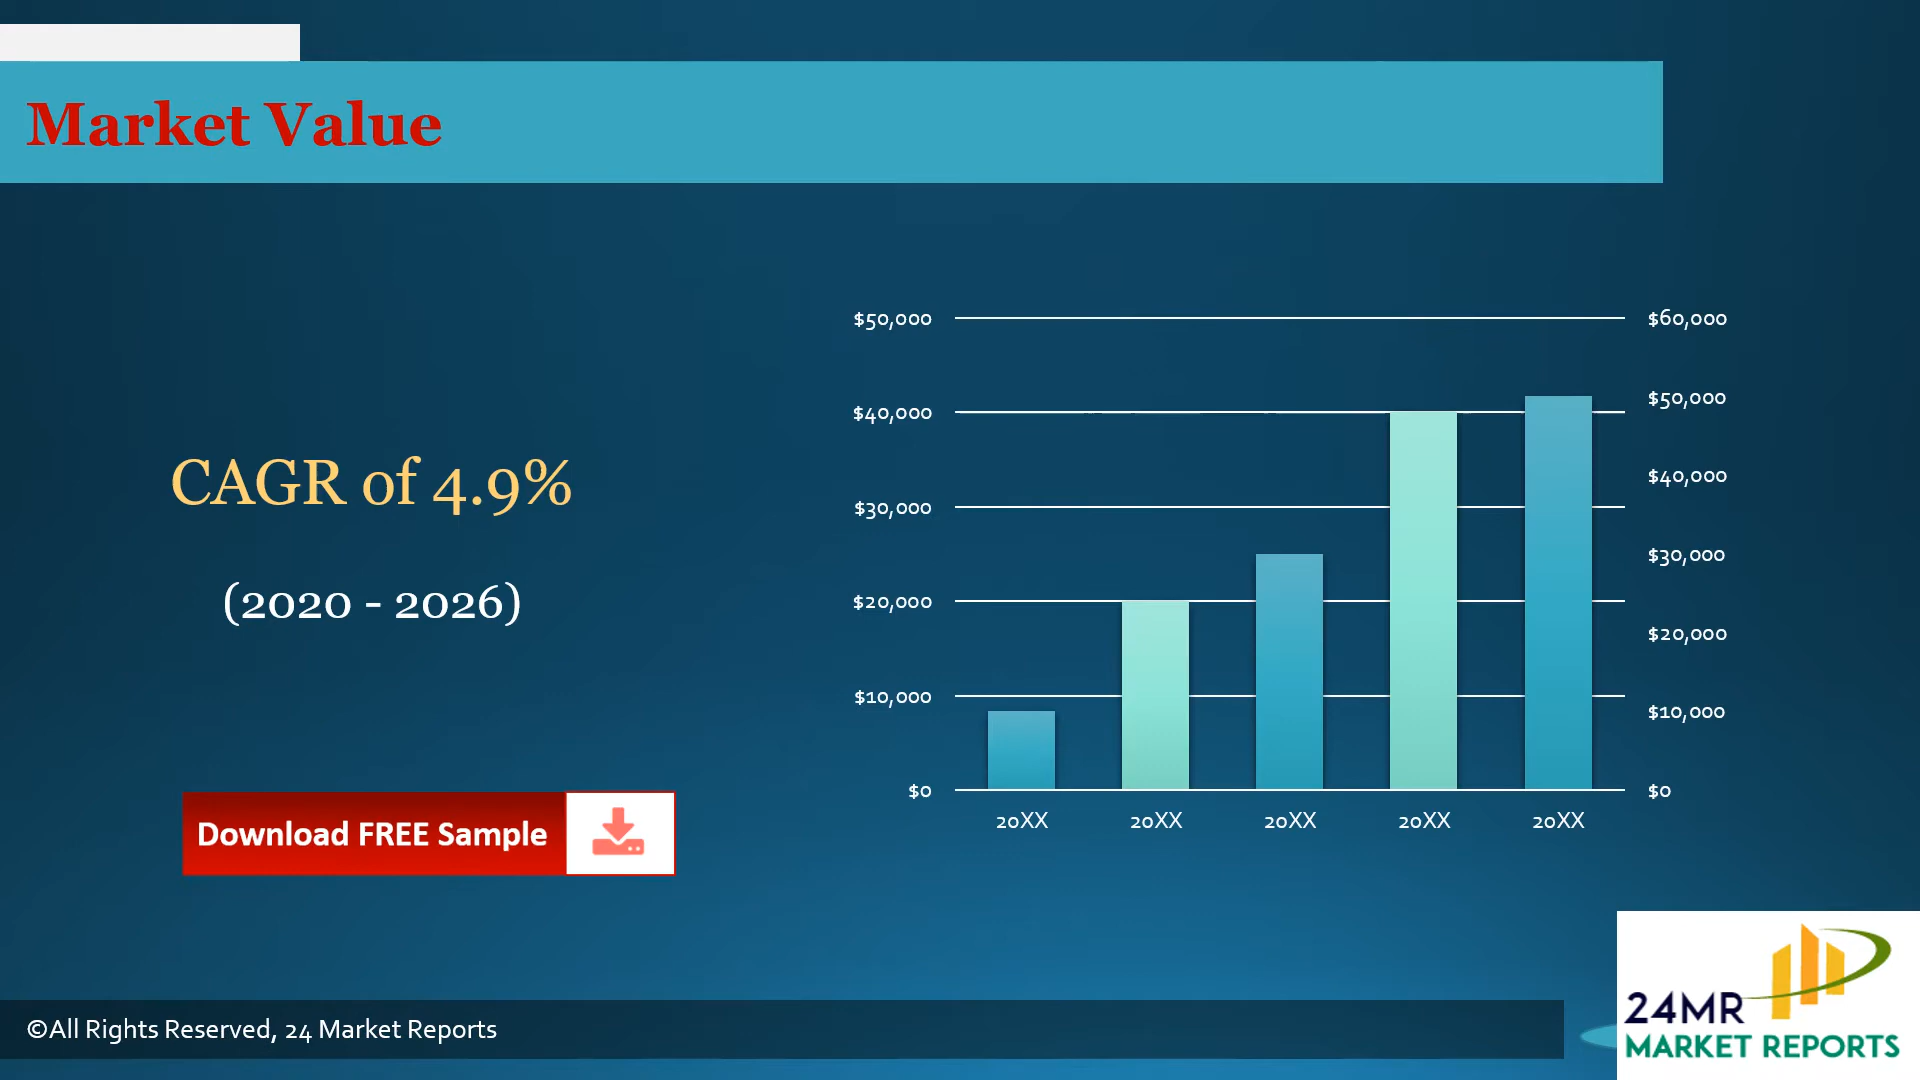 Market Value
CAGR of 4.9%
(2020 - 2026)
Download FREE Sample
$50,000
$40,000
$30,000
$20,000
$10,000
$0
$60,000
$50,000
$40,000
$30,000
$20,000
$10,000
$0
20XX 20XX 20XX 20XX 20XX
©All Rights Reserved, 24 Market Reports
24MR
MARKET REPORTS